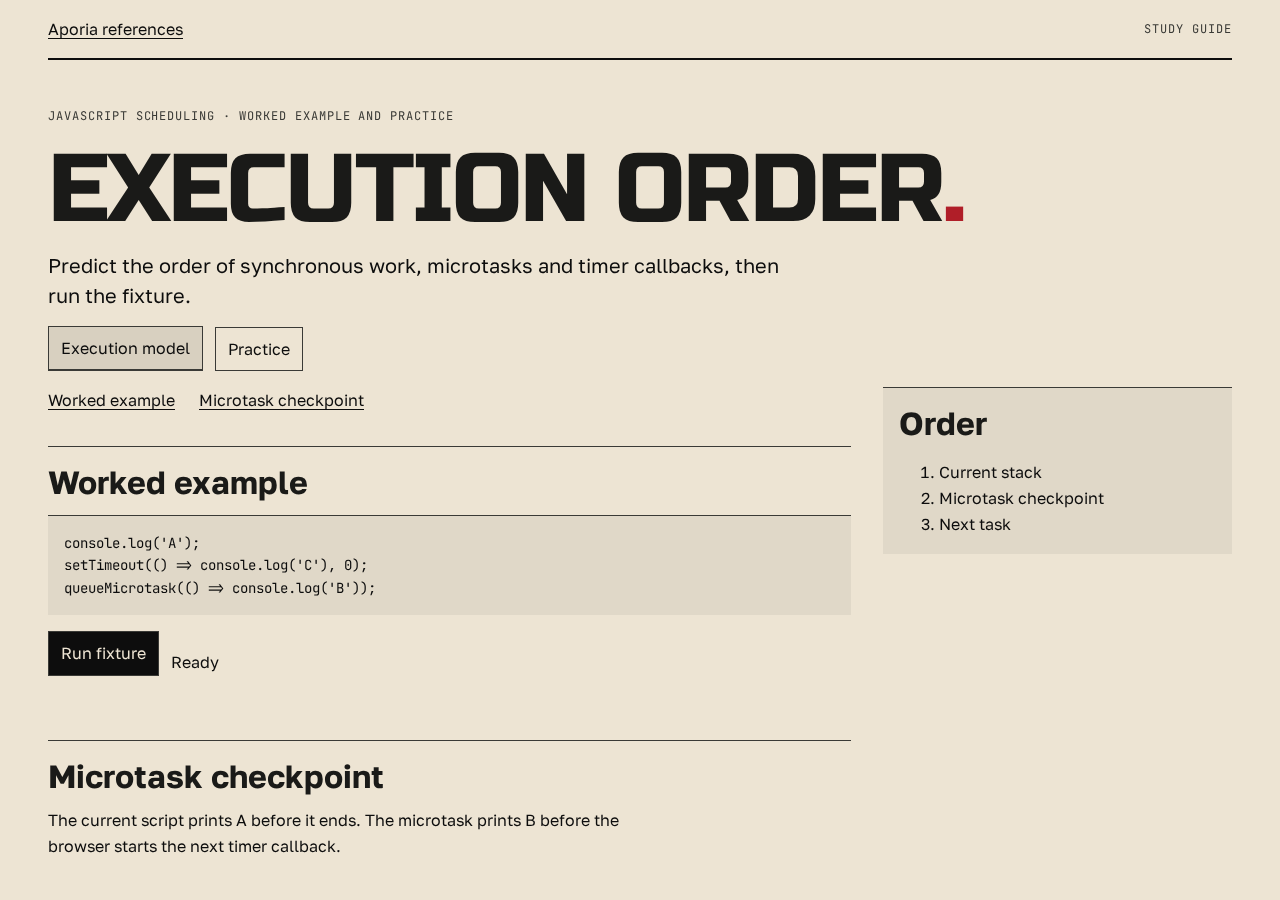 Aporia references
STUDY GUIDE
JAVASCRIPT SCHEDULING · WORKED EXAMPLE AND PRACTICE
EXECUTION ORDER.
Predict the order of synchronous work, microtasks and timer callbacks, then
run the fixture.
Execution model
Practice
Worked example
Microtask checkpoint
Worked example
console.log('A');
setTimeout(() => console.log('C'), 0);
queueMicrotask(() => console.log('B'));
Run fixture
Ready
Microtask checkpoint
The current script prints A before it ends. The microtask prints B before the
browser starts the next timer callback.
Order
1. Current stack
2. Microtask checkpoint
3. Next task